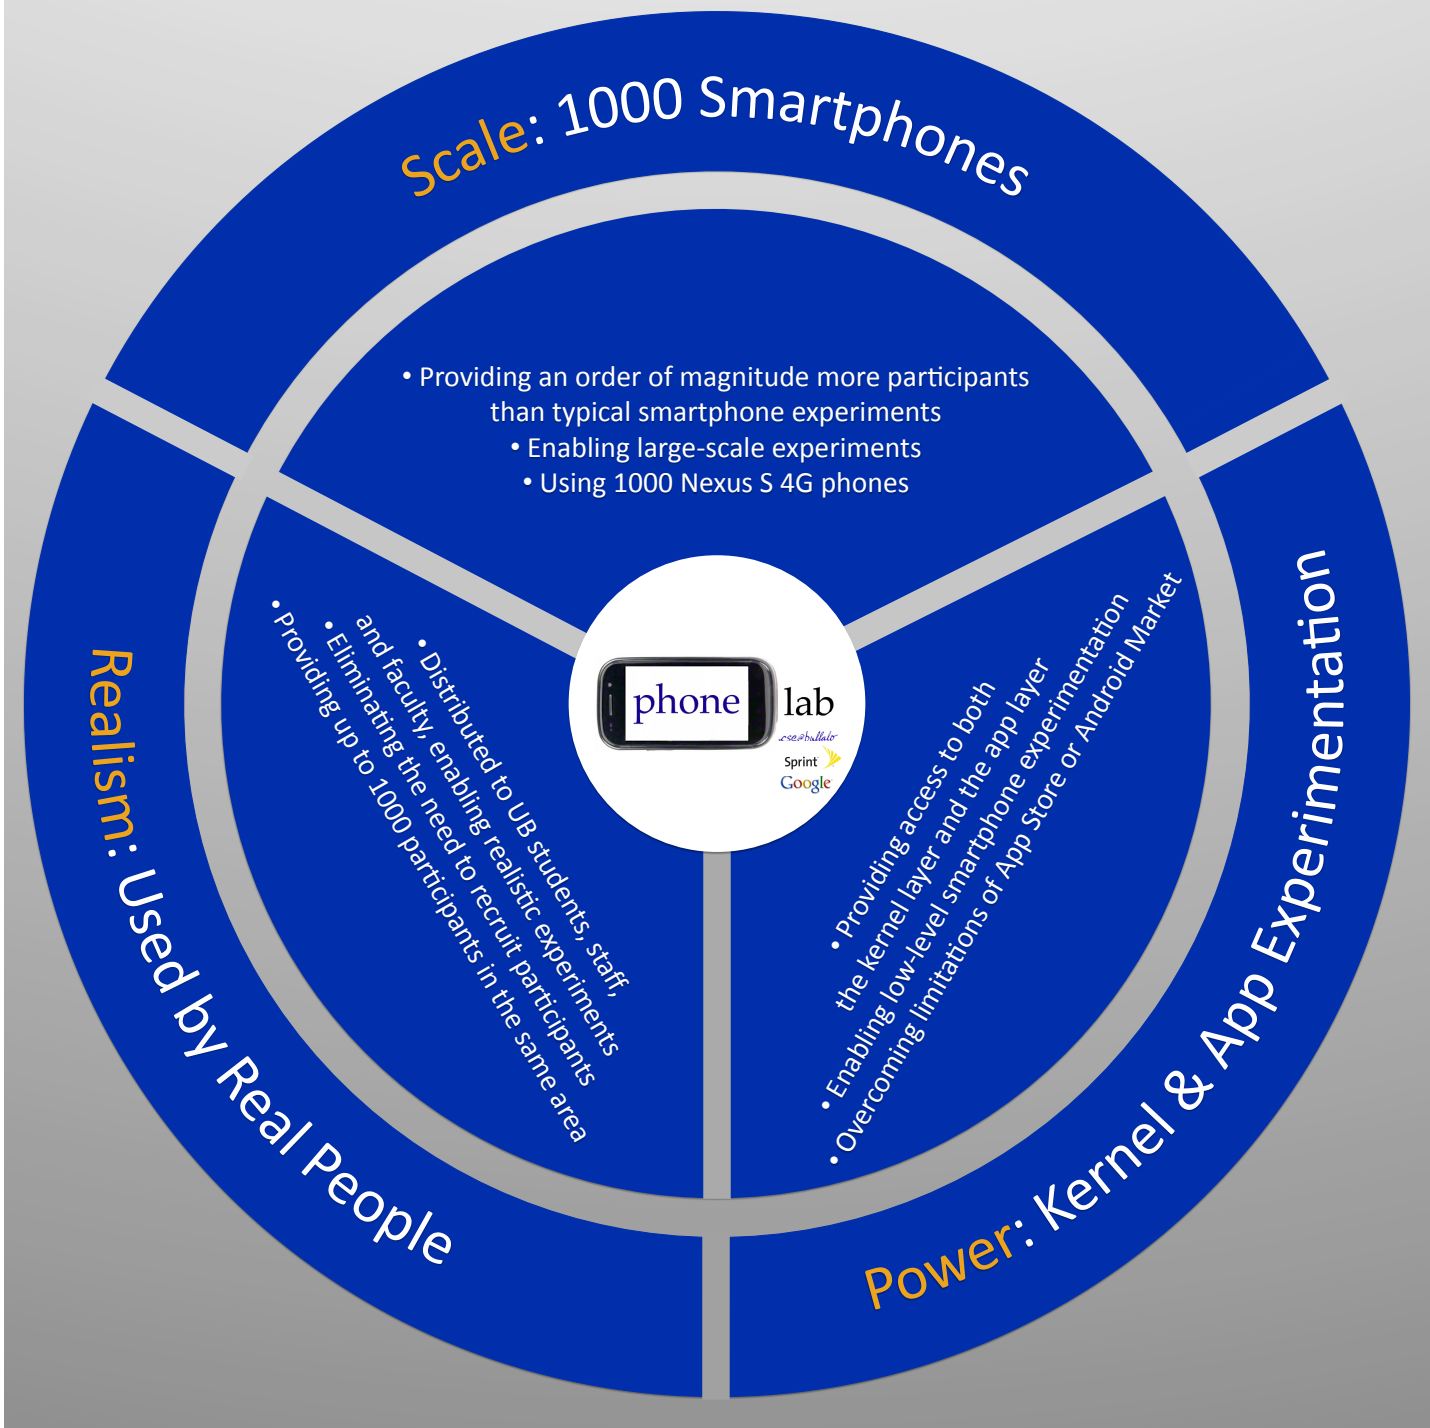 Scale: 1000 Smartphones
• Providing an order of magnitude more participants
than typical smartphone experiments
• Enabling large-scale experiments
• Using 1000 Nexus S 4G phones
Realism: Used by Real People
• Distributed to UB students, staff,
and faculty, enabling realistic experiments
• Eliminating the need to recruit participants
• Providing up to 1000 participants in the same area
phone lab
.cse@buffalo
Sprint
Google
Power: Kernel & App Experimentation
• Providing access to both
the kernel layer and the app layer
• Enabling low-level smartphone experimentation
• Overcoming limitations of App Store or Android Market